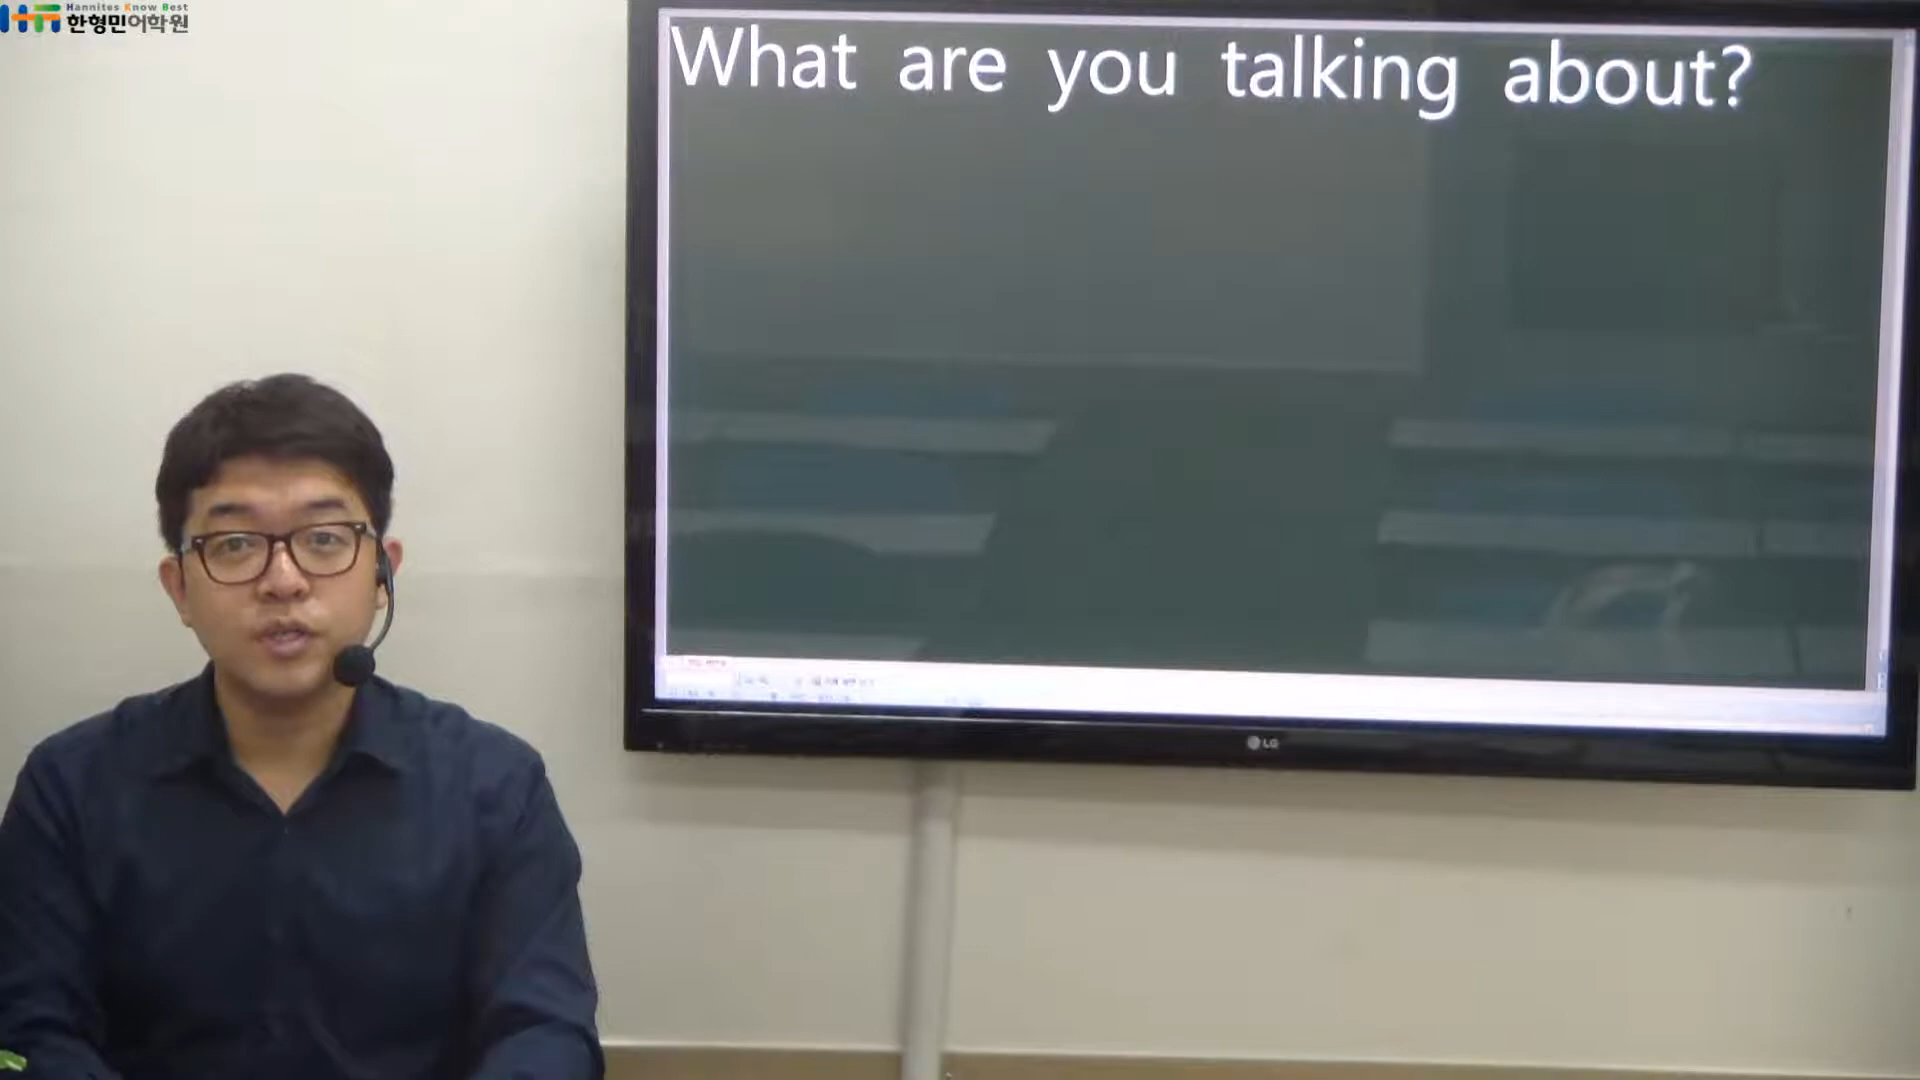 Hannites Know Best
한형민어학원
What are you talking about?
LG